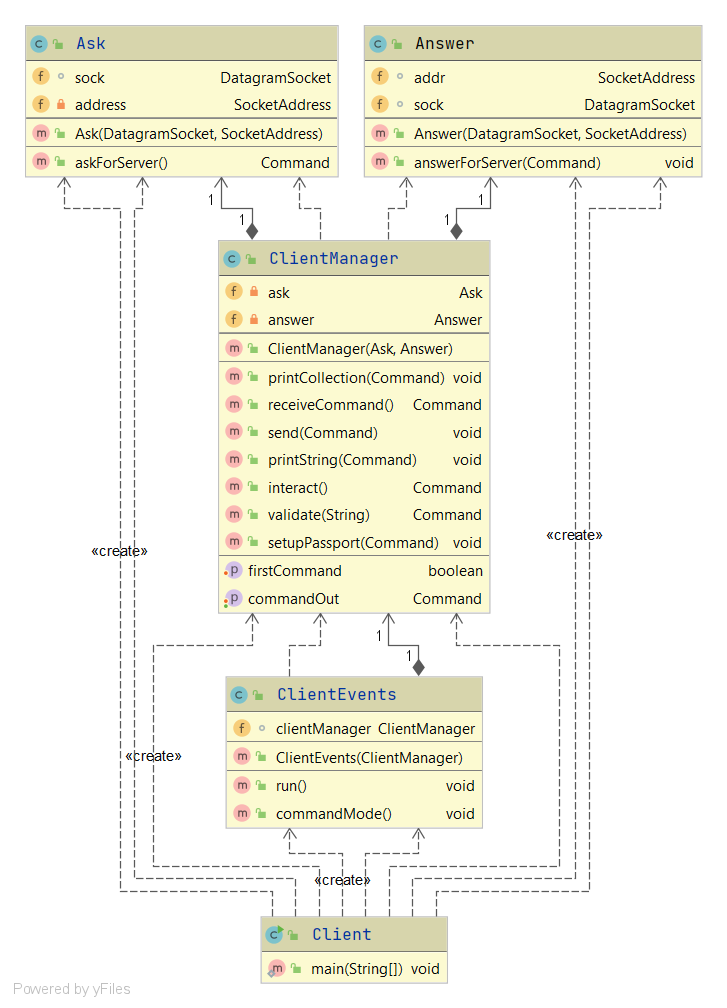 Ask
sock DatagramSocket
address SocketAddress
Ask(DatagramSocket, SocketAddress)
askForServer() Command
Answer
addr SocketAddress
sock DatagramSocket
Answer(DatagramSocket, SocketAddress)
answerForServer(Command) void
1
1
1
1
ClientManager
ask Ask
answer Answer
ClientManager(Ask, Answer)
printCollection(Command) void
receiveCommand() Command
send(Command) void
printString(Command) void
interact() Command
validate(String) Command
setupPassport(Command) void
firstCommand boolean
commandOut Command
«create»
«create»
1
1
ClientEvents
clientManager ClientManager
ClientEvents(ClientManager)
run() void
commandMode() void
«create»
«create»
Client
main(String[]) void
Powered by yFiles